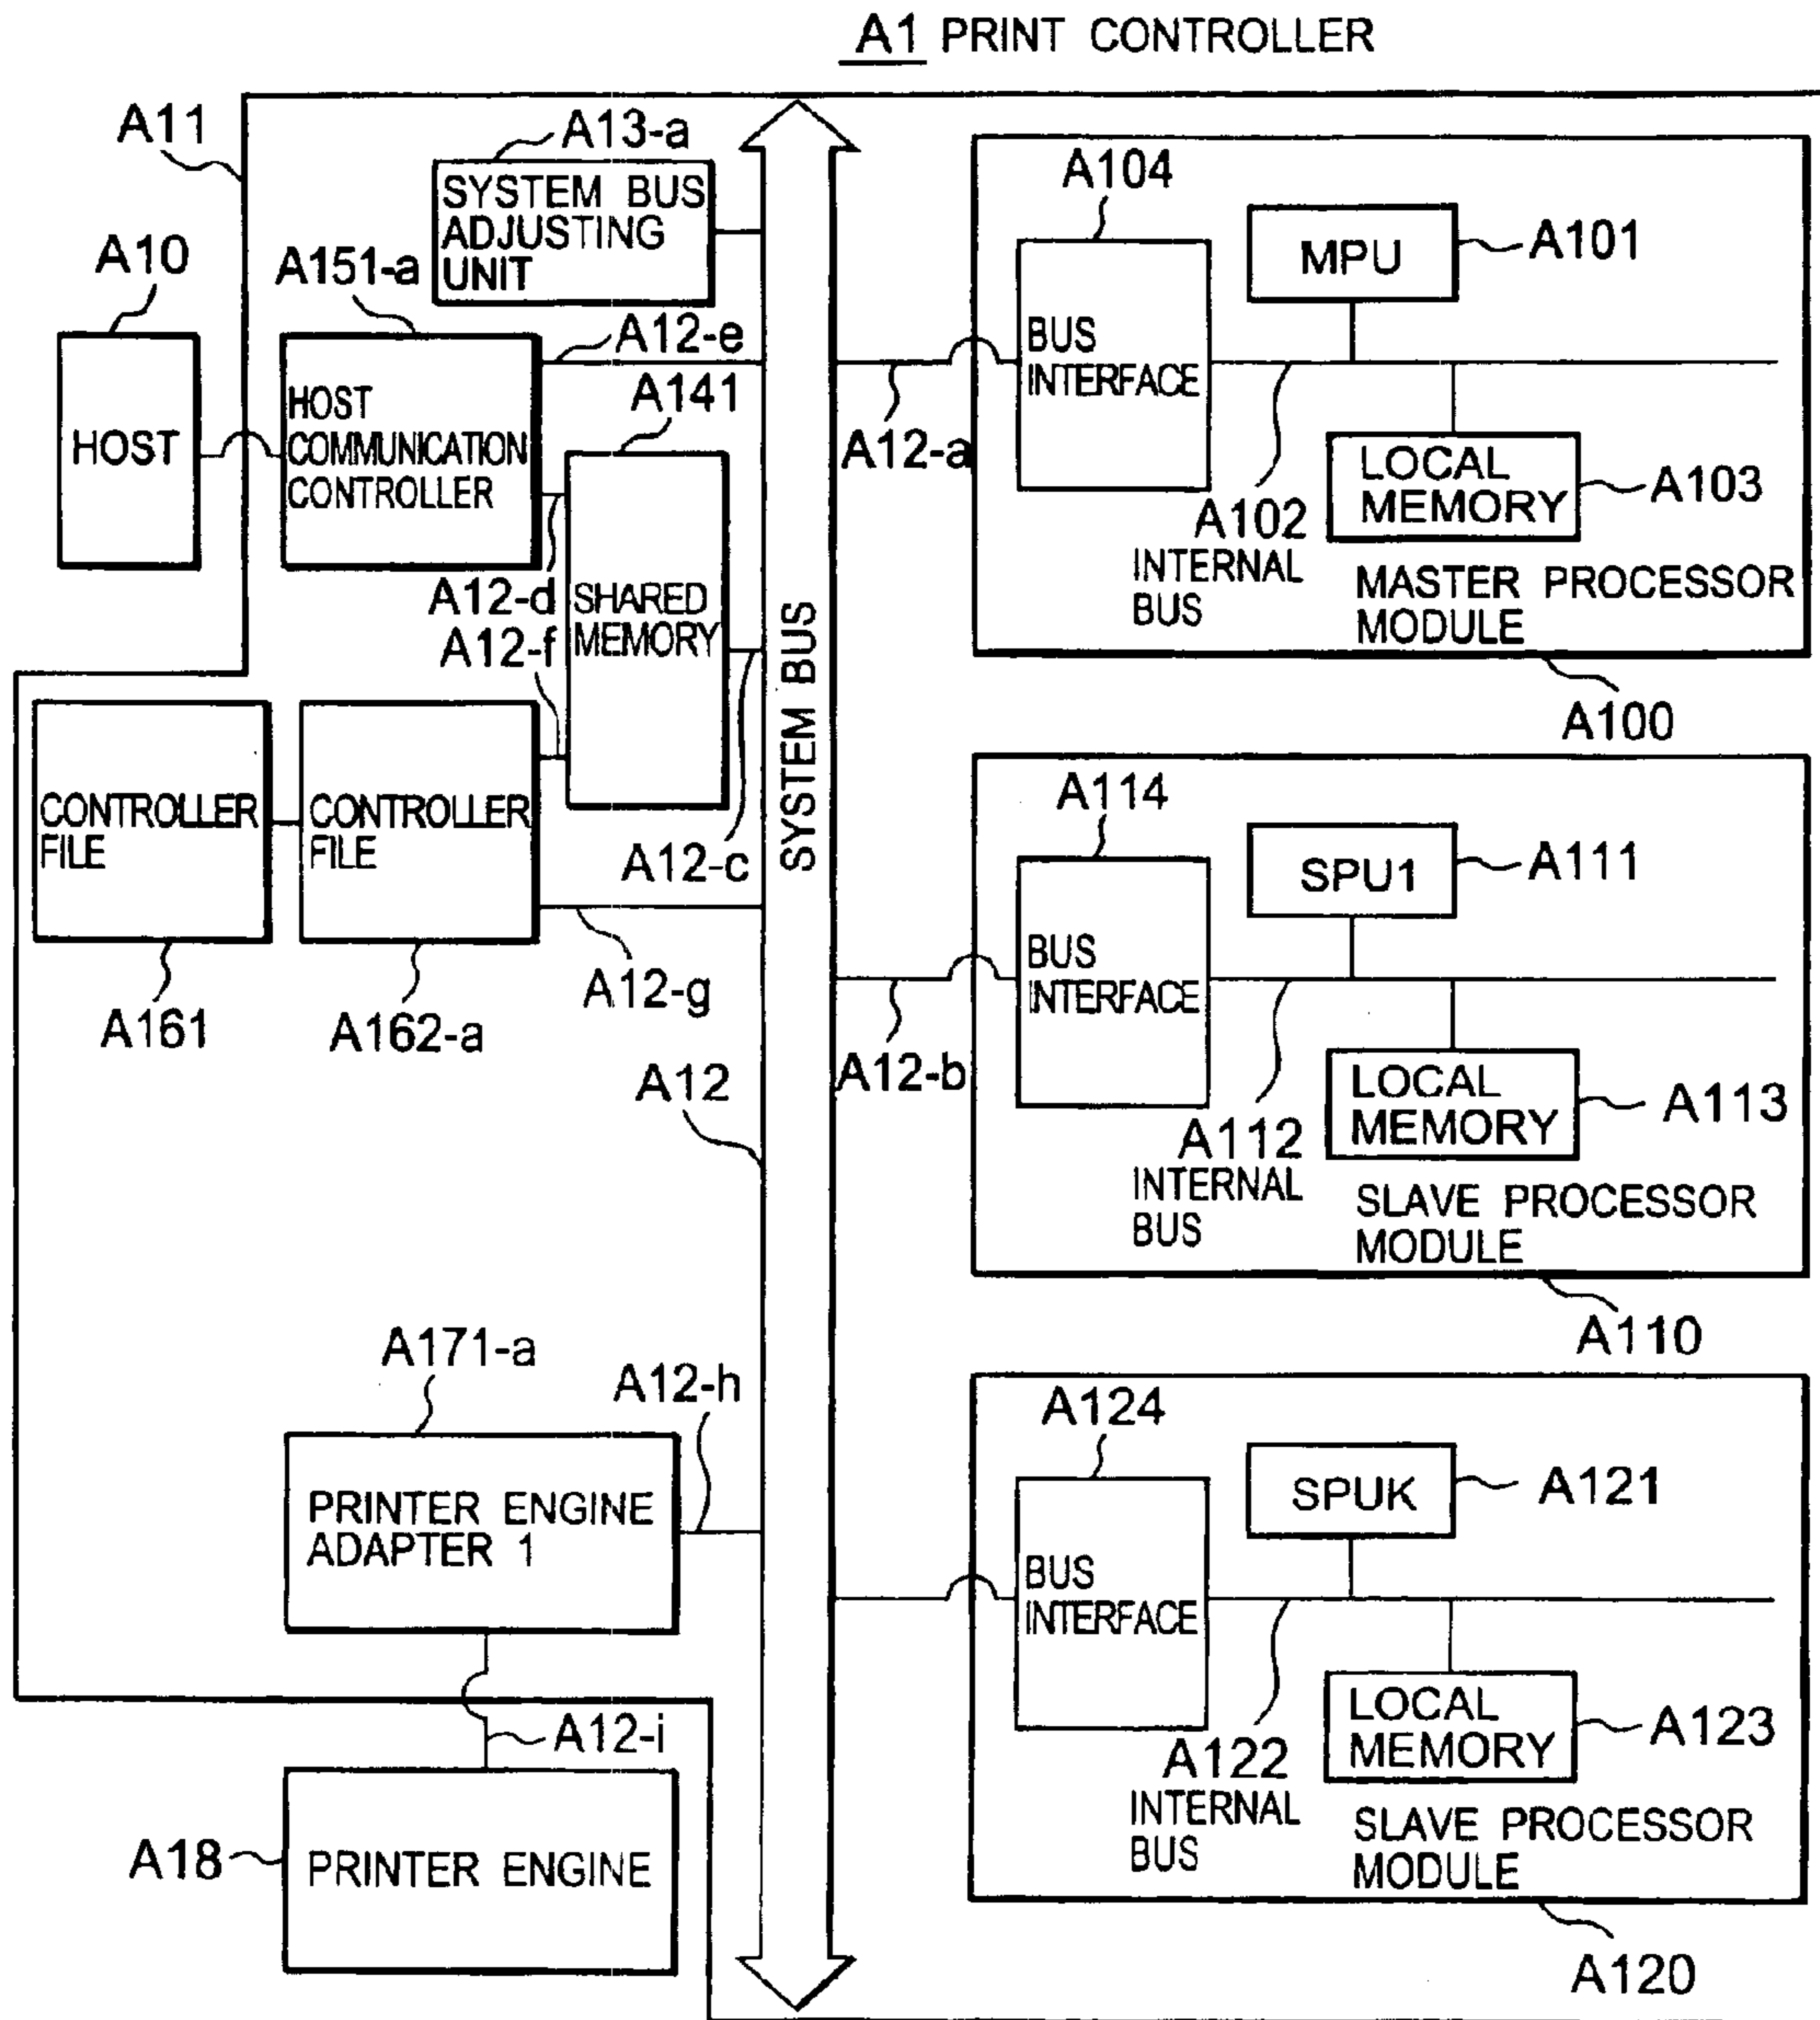 A1 PRINT CONTROLLER
A11
A13-a
SYSTEM BUS
ADJUSTING
UNIT
A10
A151-a
A12-e
HOST
HOST
COMMUNICATION
CONTROLLER
A141
A12-d
A12-f
SHARED
MEMORY
CONTROLLER
FILE
CONTROLLER
FILE
A12-c
A161
A162-a
A12-g
A12
SYSTEM BUS
A171-a
A12-h
PRINTER ENGINE
ADAPTER 1
A12-i
A18
PRINTER ENGINE
A104
BUS
INTERFACE
MPU
A101
A12-a
A102
INTERNAL
BUS
LOCAL
MEMORY
A103
MASTER PROCESSOR
MODULE
A100
A114
BUS
INTERFACE
SPU1
A111
A12-b
A112
INTERNAL
BUS
LOCAL
MEMORY
A113
SLAVE PROCESSOR
MODULE
A110
A124
BUS
INTERFACE
SPUK
A121
A122
INTERNAL
BUS
LOCAL
MEMORY
A123
SLAVE PROCESSOR
MODULE
A120